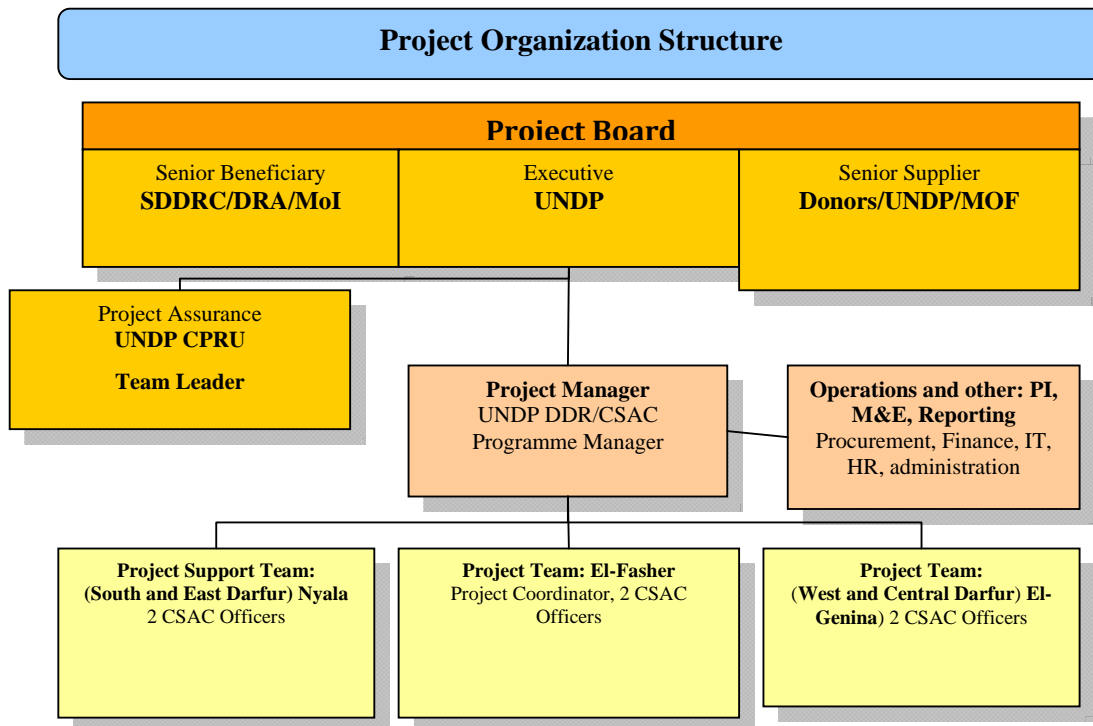 Project Organization Structure
Project Board
Senior Beneficiary
SDDRC/DRA/MoI
Executive
UNDP
Senior Supplier
Donors/UNDP/MOF
Project Assurance
UNDP CPRU
Team Leader
Project Manager
UNDP DDR/CSAC
Programme Manager
Operations and other: PI,
M&E, Reporting
Procurement, Finance, IT,
HR, administration
Project Support Team:
(South and East Darfur) Nyala
2 CSAC Officers
Project Team: El-Fasher
Project Coordinator, 2 CSAC
Officers
Project Team:
(West and Central Darfur) El-
Genina) 2 CSAC Officers